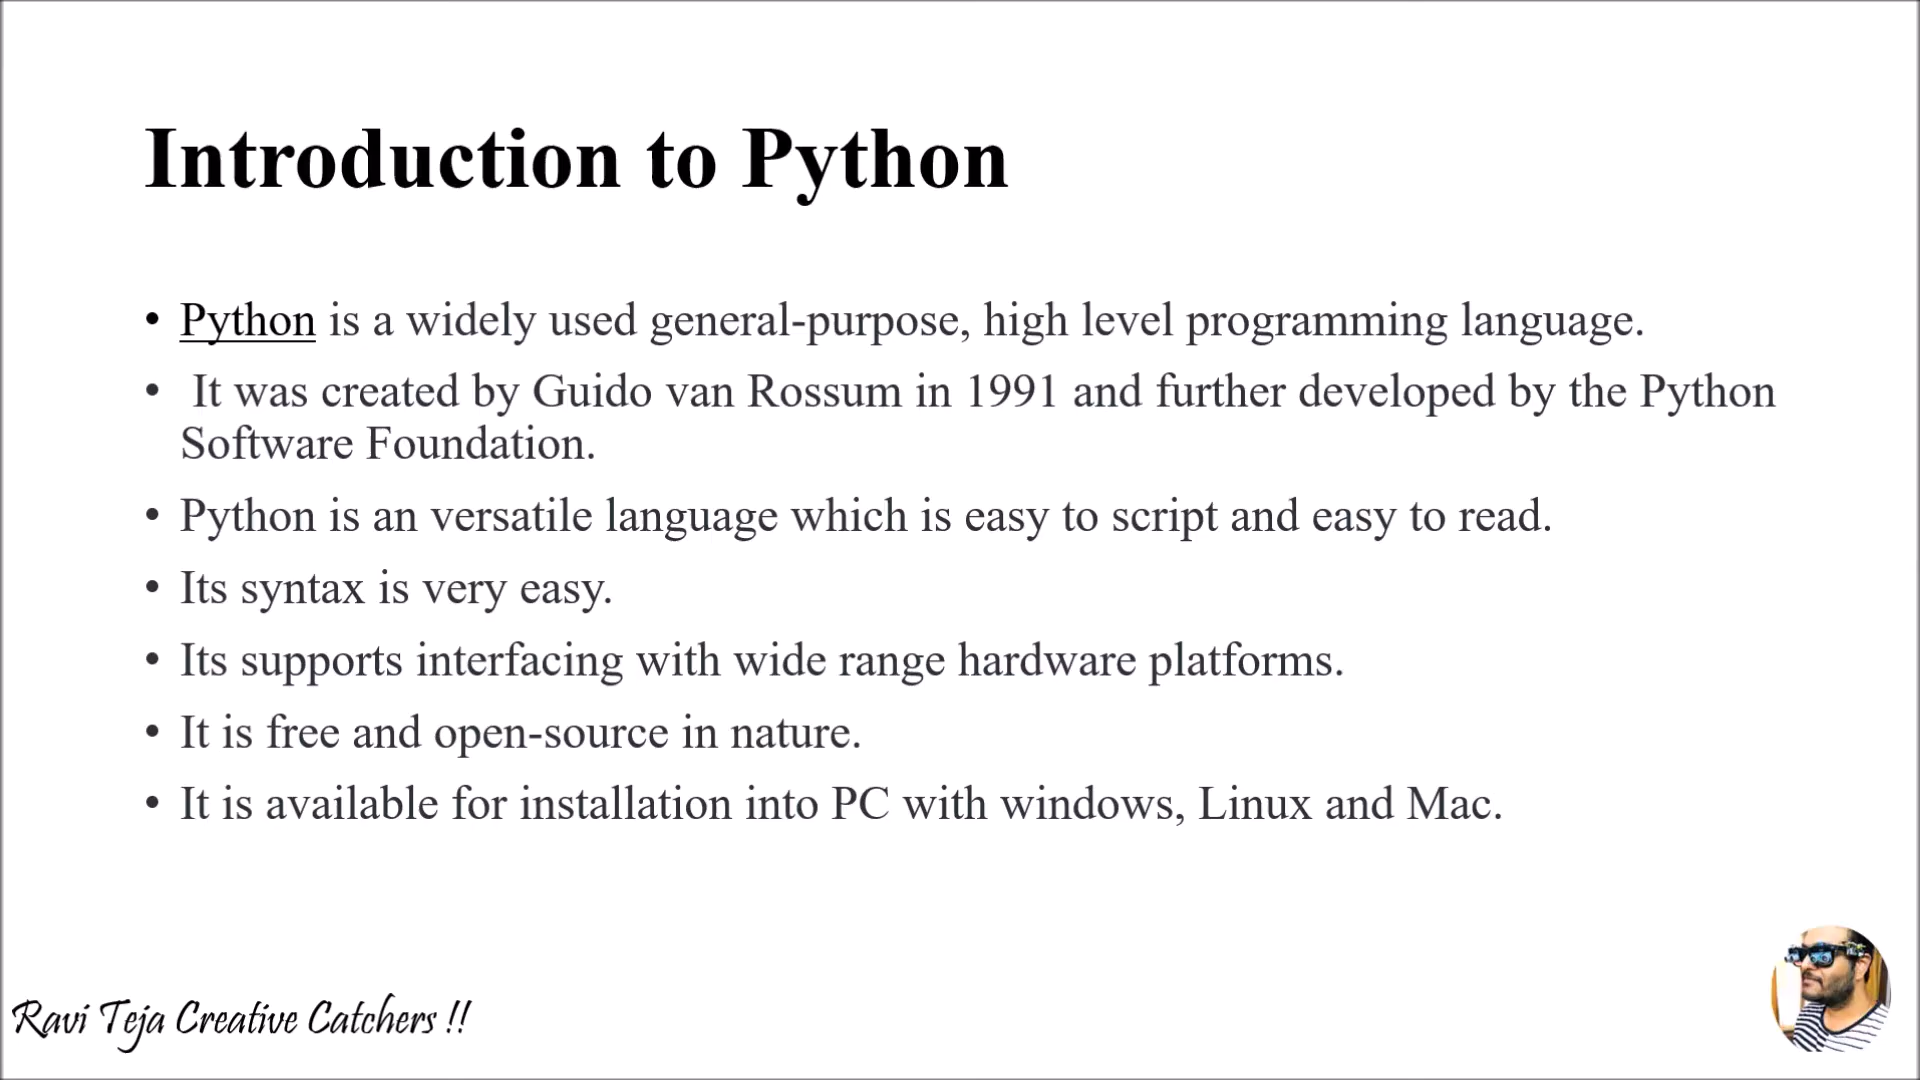 Introduction to Python
• Python is a widely used general-purpose, high level programming language.
• It was created by Guido van Rossum in 1991 and further developed by the Python
Software Foundation.
• Python is an versatile language which is easy to script and easy to read.
• Its syntax is very easy.
• Its supports interfacing with wide range hardware platforms.
• It is free and open-source in nature.
• It is available for installation into PC with windows, Linux and Mac.
Ravi Teja Creative Catchers !!